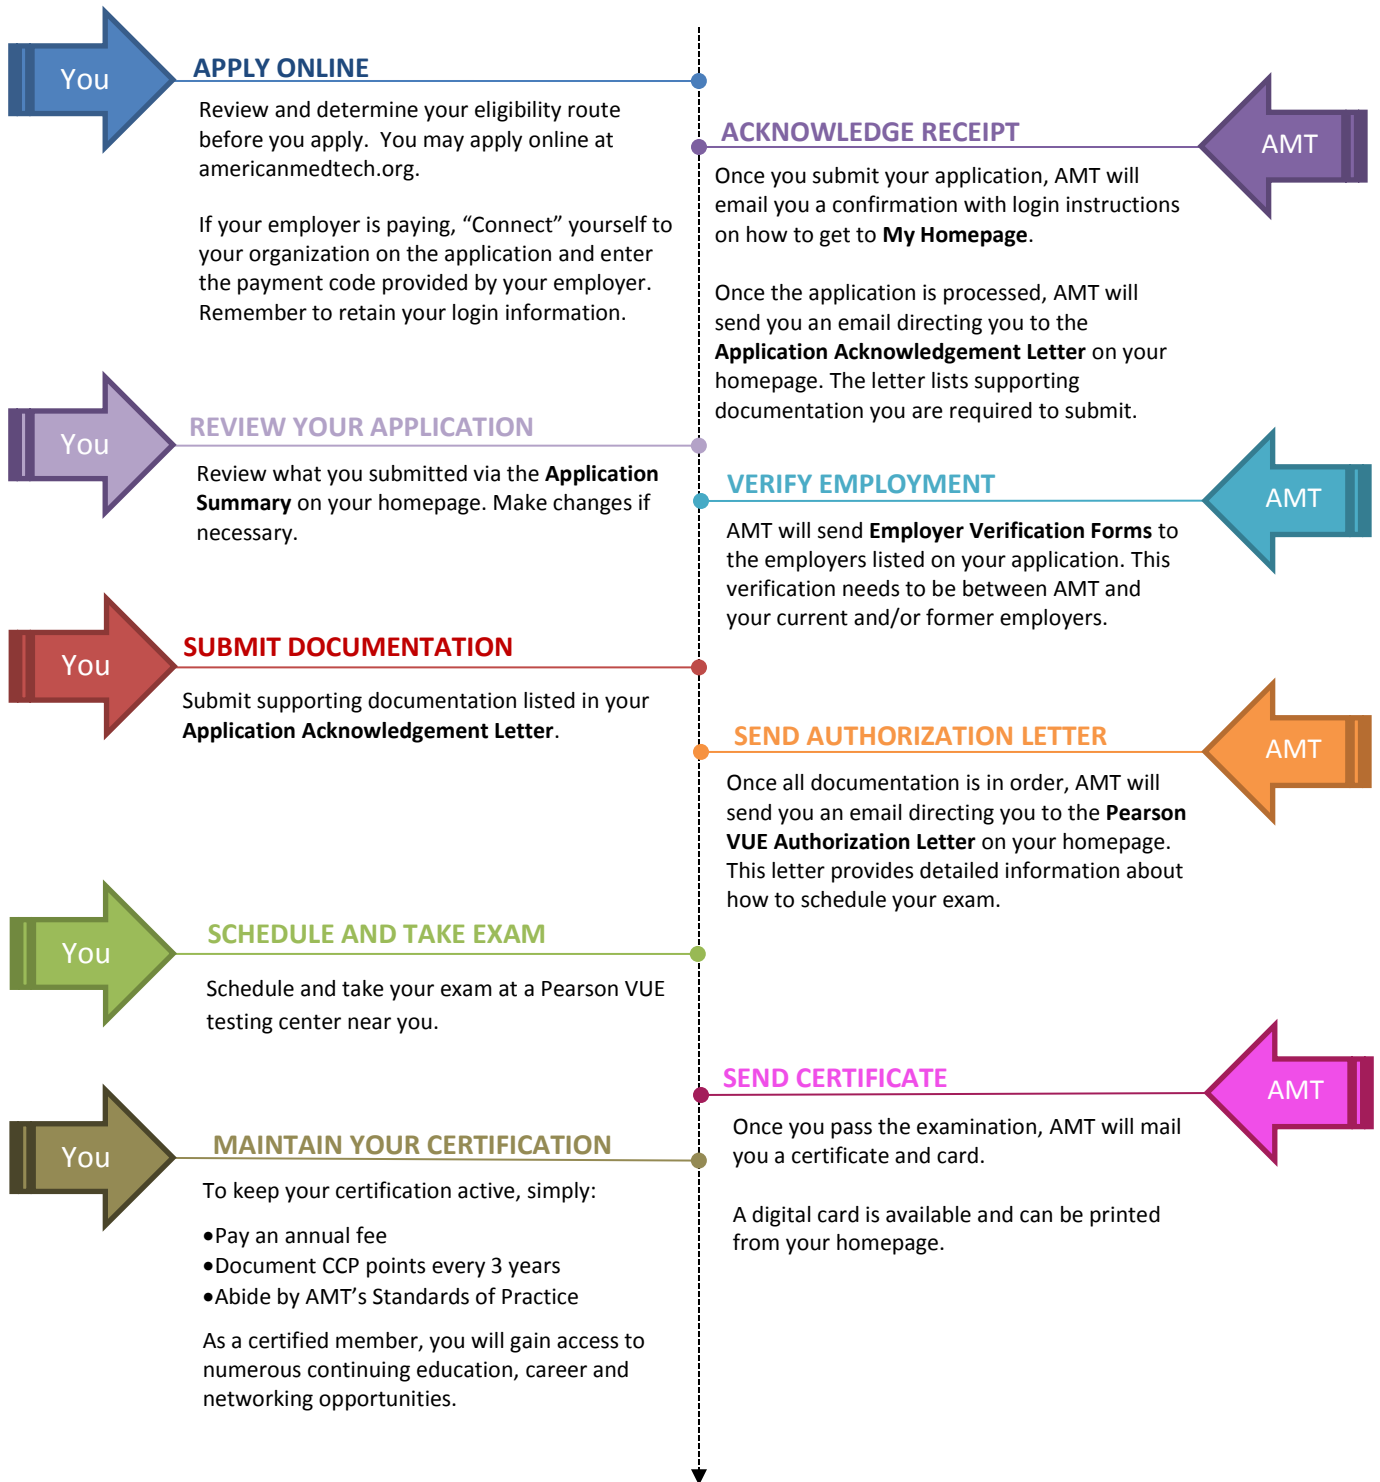 You
APPLY ONLINE
Review and determine your eligibility route
before you apply.  You may apply online at
americanmedtech.org.
If your employer is paying, “Connect” yourself to
your organization on the application and enter
the payment code provided by your employer.
Remember to retain your login information.
AMT
ACKNOWLEDGE RECEIPT
Once you submit your application, AMT will
email you a confirmation with login instructions
on how to get to My Homepage.
Once the application is processed, AMT will
send you an email directing you to the
Application Acknowledgement Letter on your
homepage. The letter lists supporting
documentation you are required to submit.
You
REVIEW YOUR APPLICATION
Review what you submitted via the Application
Summary on your homepage. Make changes if
necessary.
AMT
VERIFY EMPLOYMENT
AMT will send Employer Verification Forms to
the employers listed on your application. This
verification needs to be between AMT and
your current and/or former employers.
You
SUBMIT DOCUMENTATION
Submit supporting documentation listed in your
Application Acknowledgement Letter.
AMT
SEND AUTHORIZATION LETTER
Once all documentation is in order, AMT will
send you an email directing you to the Pearson
VUE Authorization Letter on your homepage.
This letter provides detailed information about
how to schedule your exam.
You
SCHEDULE AND TAKE EXAM
Schedule and take your exam at a Pearson VUE
testing center near you.
AMT
SEND CERTIFICATE
Once you pass the examination, AMT will mail
you a certificate and card.
A digital card is available and can be printed
from your homepage.
You
MAINTAIN YOUR CERTIFICATION
To keep your certification active, simply:
•Pay an annual fee
•Document CCP points every 3 years
•Abide by AMT’s Standards of Practice
As a certified member, you will gain access to
numerous continuing education, career and
networking opportunities.